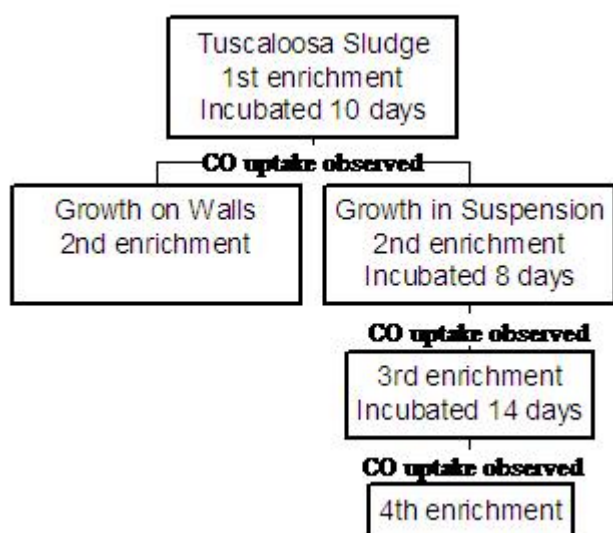 Tuscaloosa Sludge
1st enrichment
Incubated 10 days
CO uptake observed
Growth on Walls
2nd enrichment
Growth in Suspension
2nd enrichment
Incubated 8 days
CO uptake observed
3rd enrichment
Incubated 14 days
CO uptake observed
4th enrichment